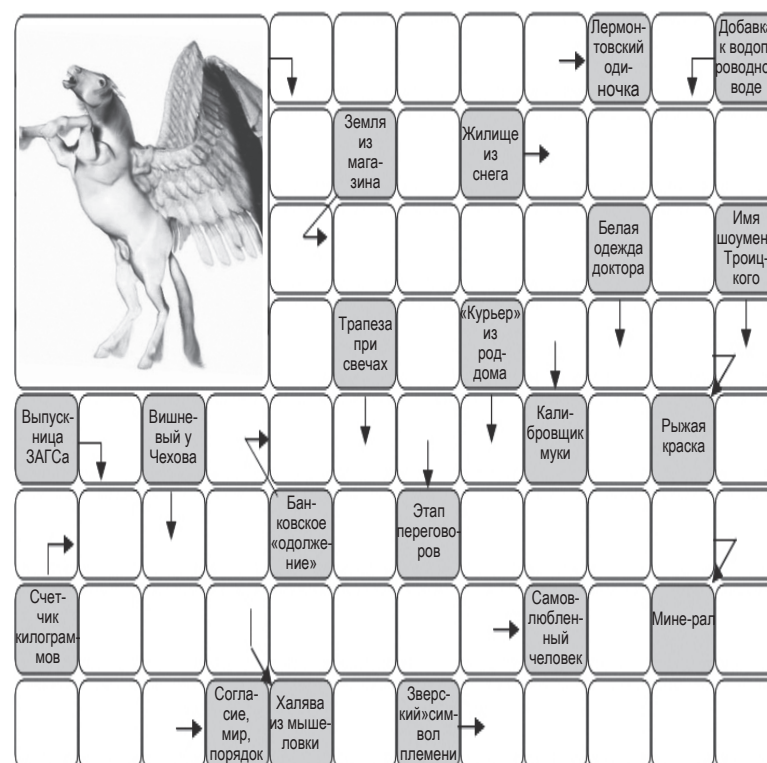 Лермон-
товский
оди-
ночка
Добавк
к водоп
роводно
воде
Земля
из
мага-
зина
Жилище
из
снега
Белая
одежда
доктора
Имя
шоумен
Троиц-
кого
Трапеза
при
свечах
«Курьер»
из
род-
дома
Выпуск-
ница
ЗАГСа
Вишне-
вый у
Чехова
Кали-
бровщик
муки
Рыжая
краска
Бан-
ковское
«одолже-
ние»
Этап
перегово-
ров
Счет-
чик
килограм-
мов
Самов-
люблен-
ный
человек
Мине-рал
Согла-
сие,
мир,
порядок
Халява
из мыше-
ловки
Зверс-
кий»сим-
вол
племени